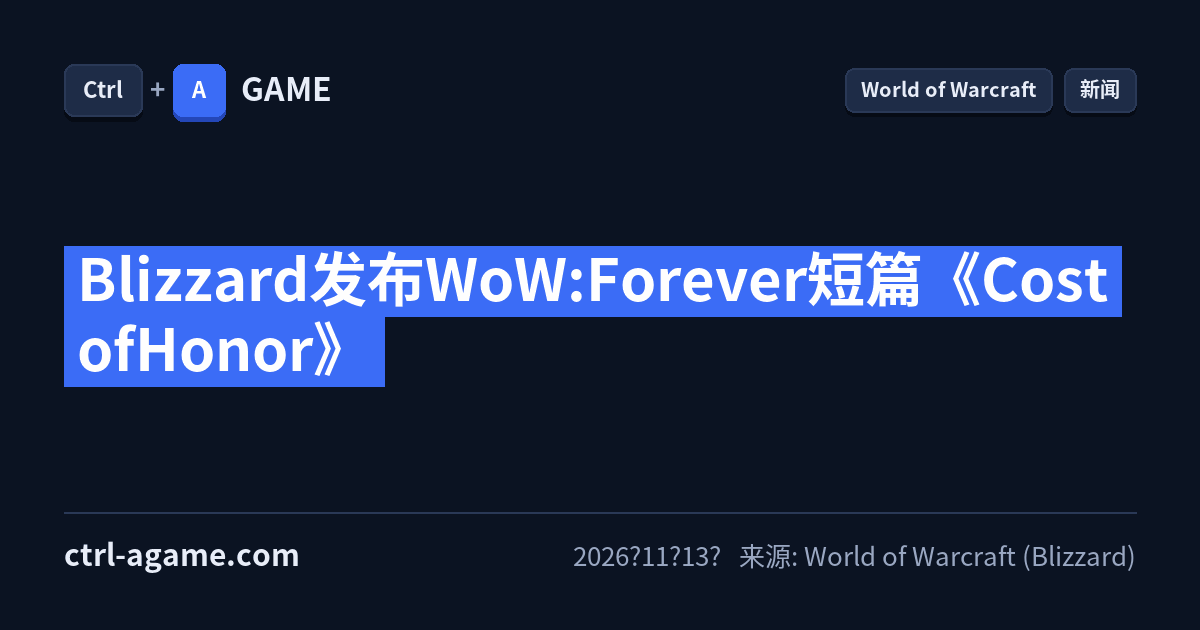 Ctrl + A GAME
World of Warcraft 新闻
Blizzard发布WoW:Forever短篇《Cost
ofHonor》
ctrl-agame.com
2026?11?13? 来源: World of Warcraft (Blizzard)